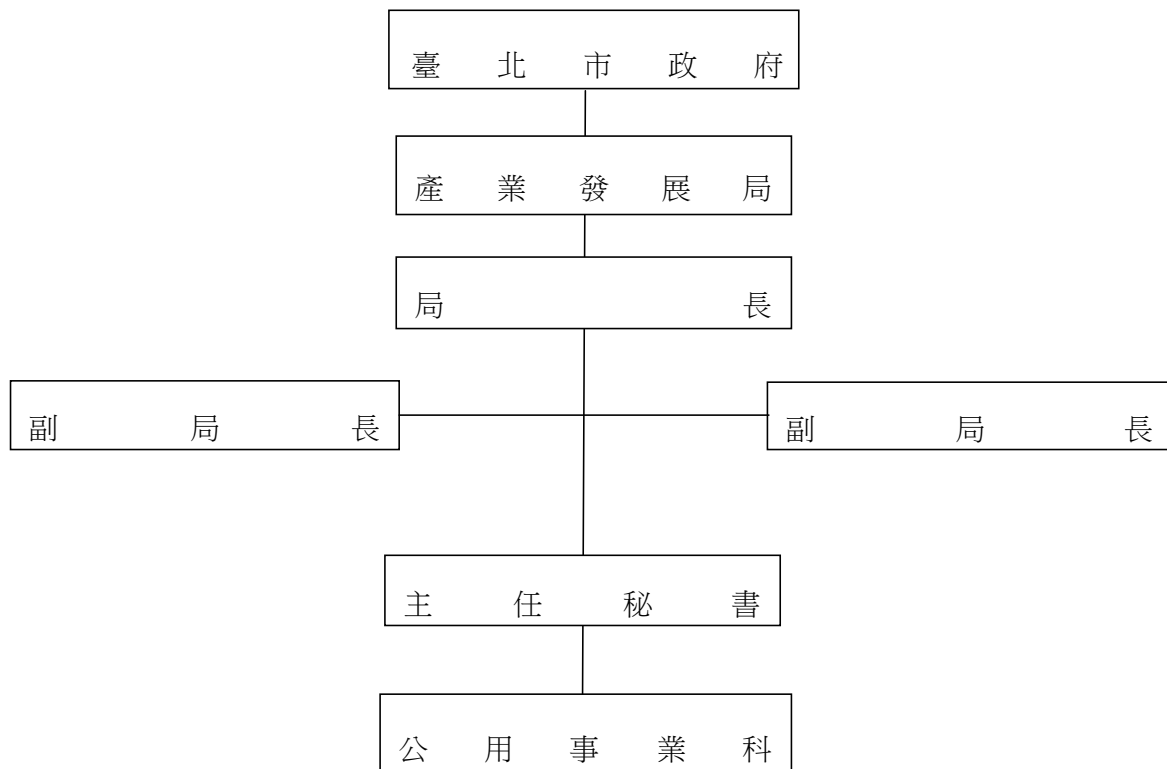 臺北市政府
產業發展局
局長
副局長
副局長
主任秘書
公用事業科